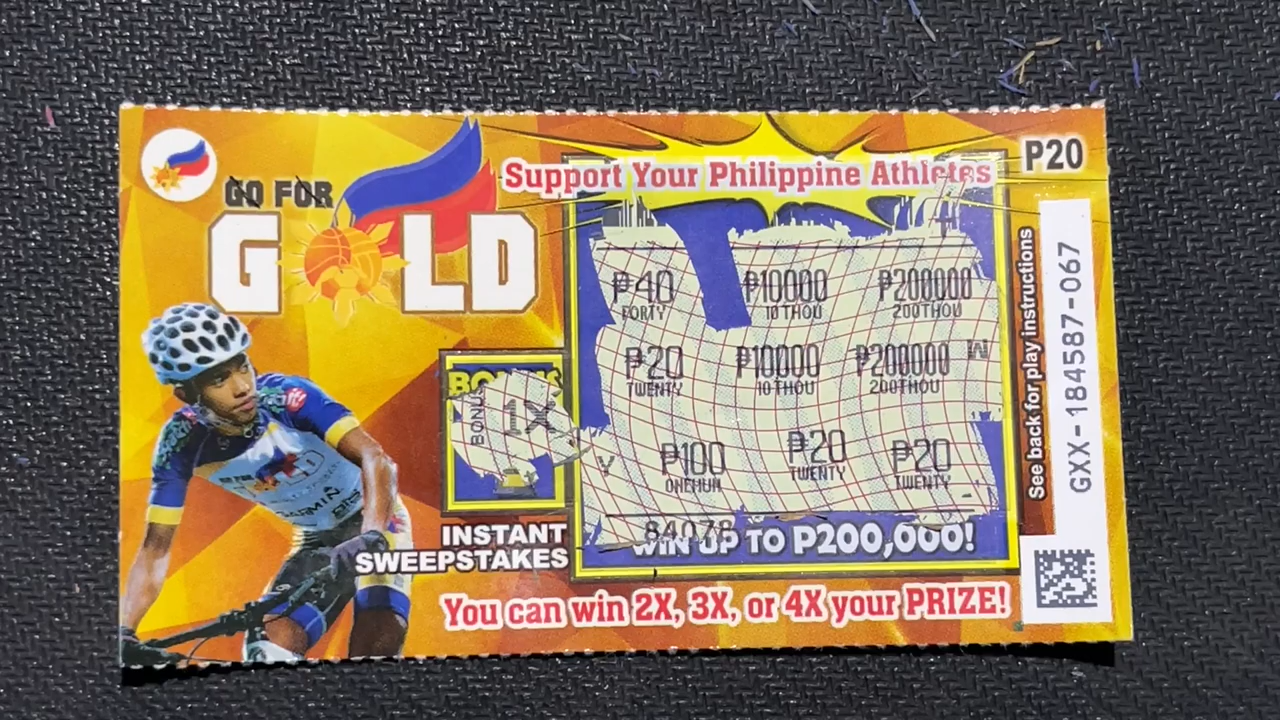 GO FOR
GOLD
Support Your Philippine Athletes
P20
₱40
FORTY
₱10000
10THOU
₱200000
200THOU
₱20
TWENTY
₱10000
10THOU
₱200000
200THOU
W
V
₱100
ONEHUN
₱20
TWENTY
₱20
TWENTY
84078
BONUS
BONUS
1X
INSTANT
SWEEPSTAKES
WIN UP TO P200,000!
You can win 2X, 3X, or 4X your PRIZE!
See back for play instructions
GXX-184587-067